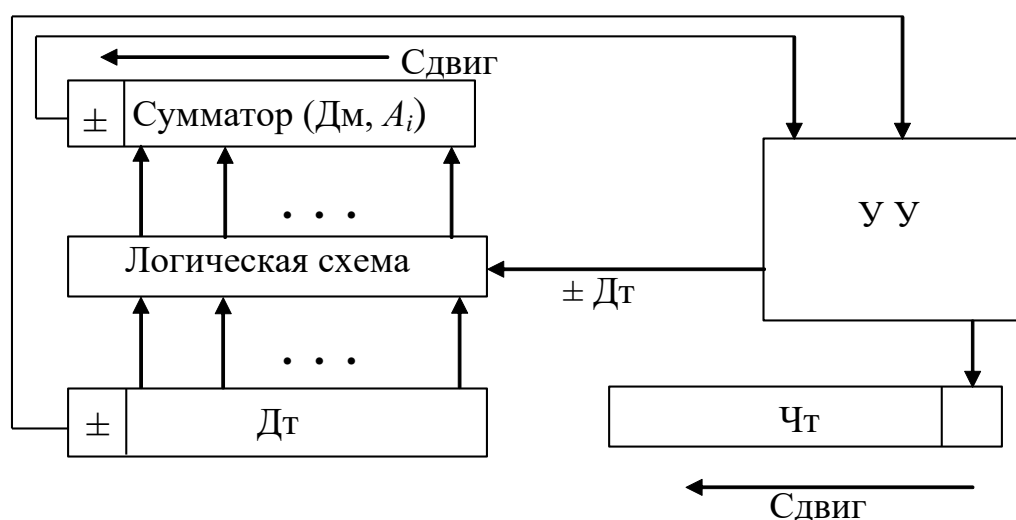 Сдвиг
± Сумматор (Дм, Aᵢ)
У У
. . .
Логическая схема
± Дт
. . .
± Дт
Чт
Сдвиг